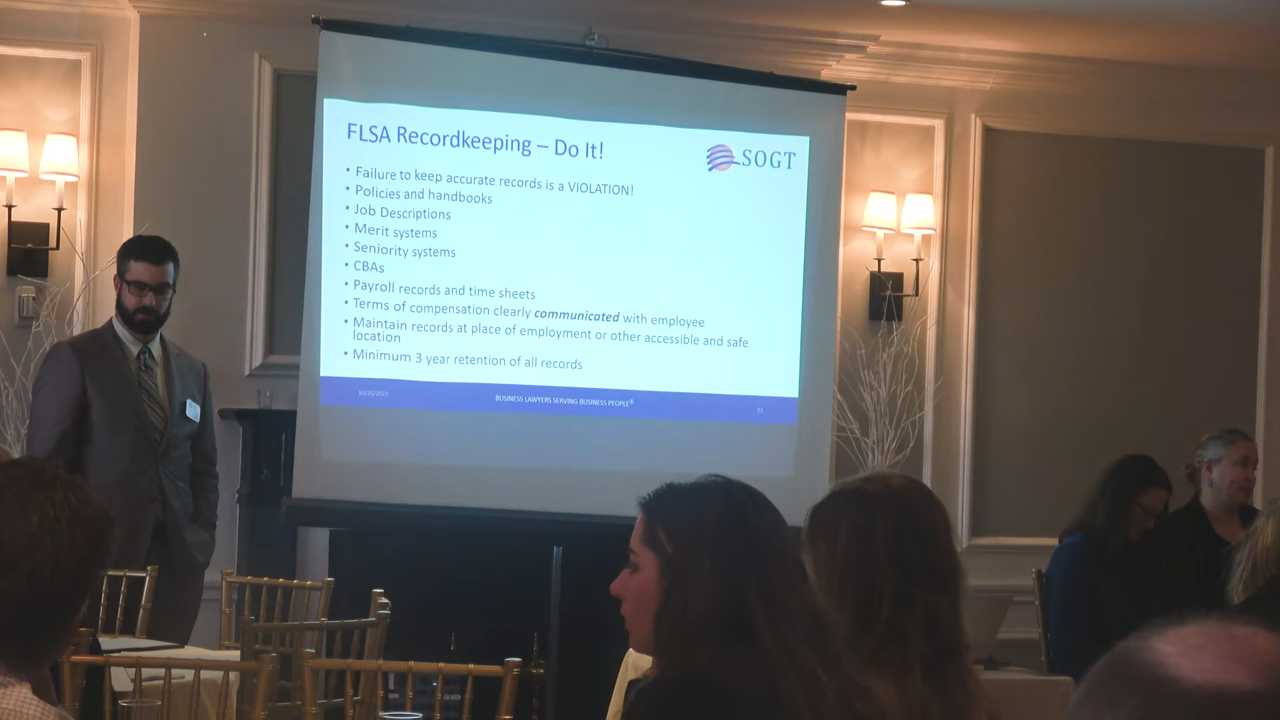 FLSA Recordkeeping – Do It!
SOGT
• Failure to keep accurate records is a VIOLATION!
• Policies and handbooks
• Job Descriptions
• Merit systems
• Seniority systems
• CBAs
• Payroll records and time sheets
• Terms of compensation clearly communicated with employee
• Maintain records at place of employment or other accessible and safe
location
• Minimum 3 year retention of all records
10/26/2022
BUSINESS LAWYERS SERVING BUSINESS PEOPLE®